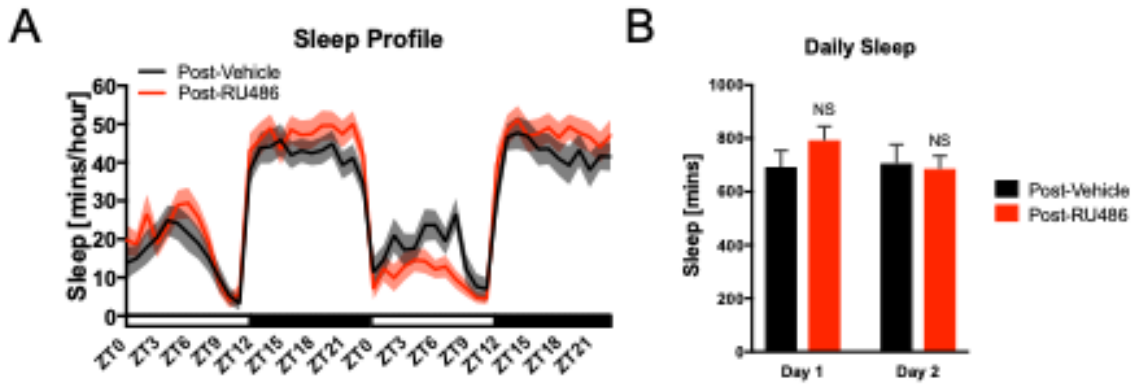 A
Sleep Profile
Post-Vehicle
Post-RU486
Sleep [mins/hour]
60
50
40
30
20
10
0
ZT0
ZT3
ZT6
ZT9
ZT12
ZT15
ZT18
ZT21
ZT0
ZT3
ZT6
ZT9
ZT12
ZT15
ZT18
ZT21
B
Daily Sleep
Sleep [mins]
1000
800
600
400
200
0
NS
NS
Day 1
Day 2
Post-Vehicle
Post-RU486